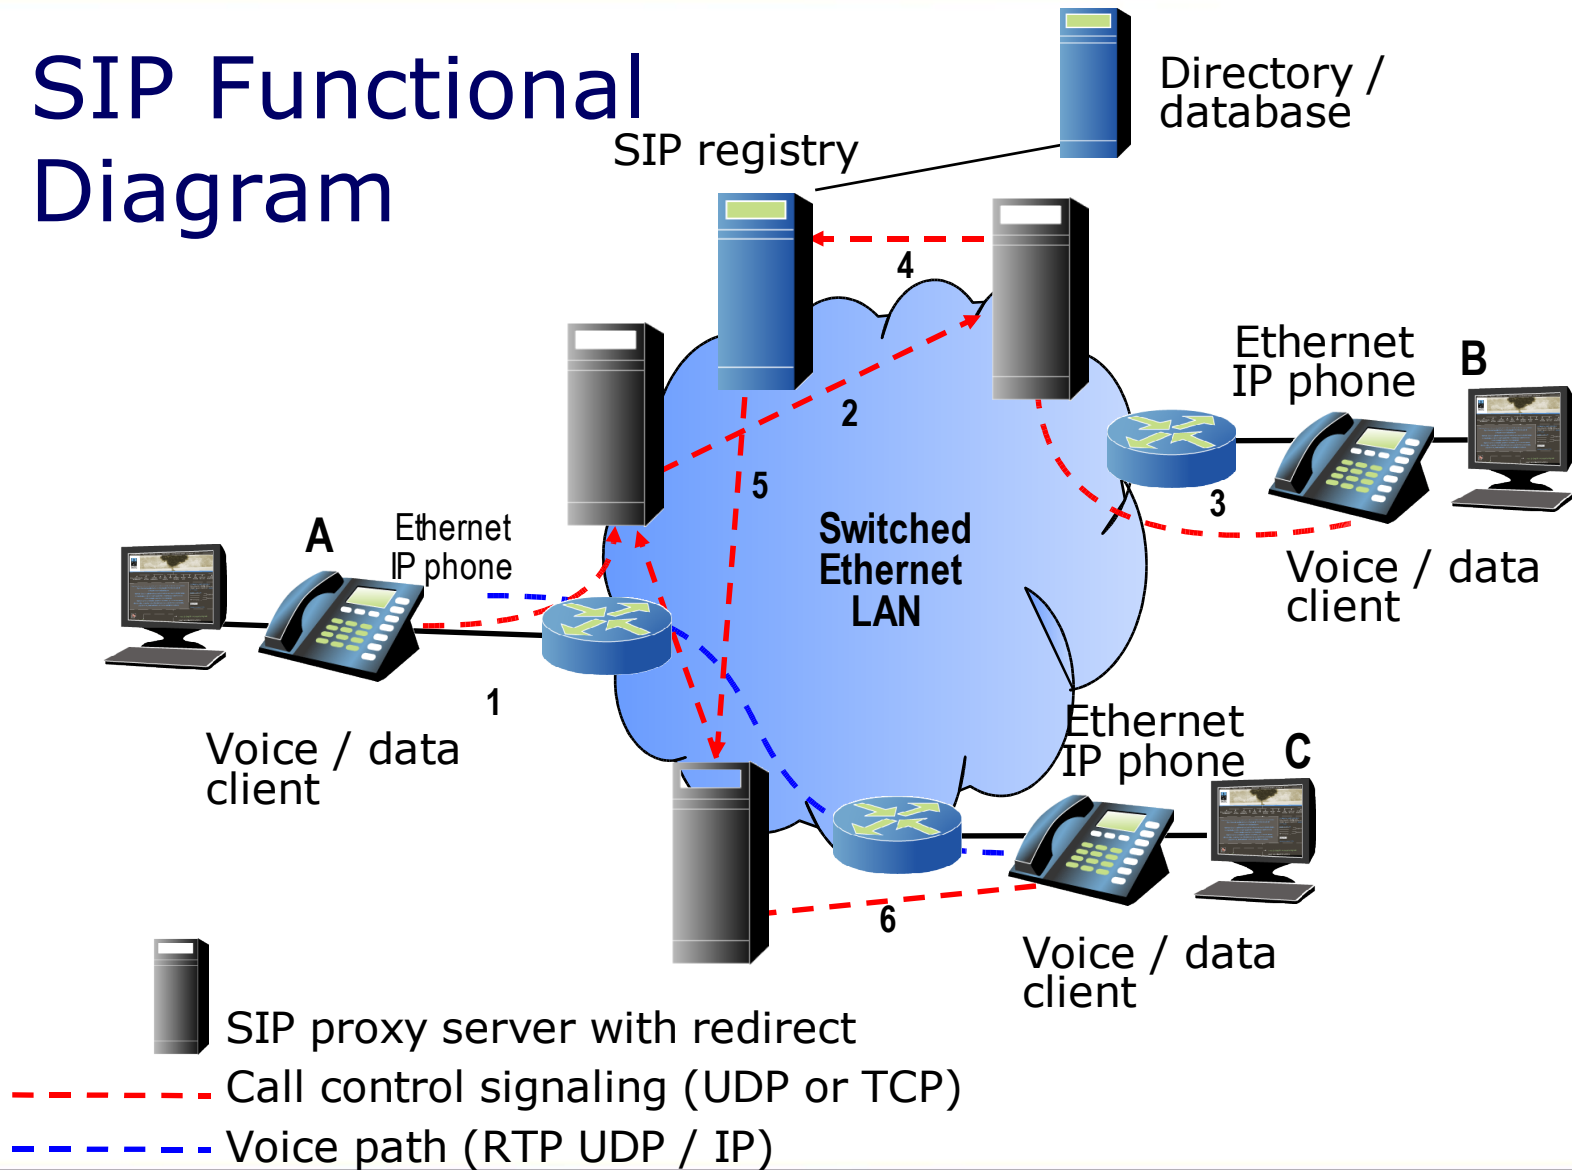 SIP Functional
Diagram
Directory /
database
SIP registry
4
Ethernet
IP phone
B
2
5
3
A
Ethernet
IP phone
Switched
Ethernet
LAN
Voice / data
client
1
Voice / data
client
Ethernet
IP phone
C
6
Voice / data
client
SIP proxy server with redirect
Call control signaling (UDP or TCP)
Voice path (RTP UDP / IP)